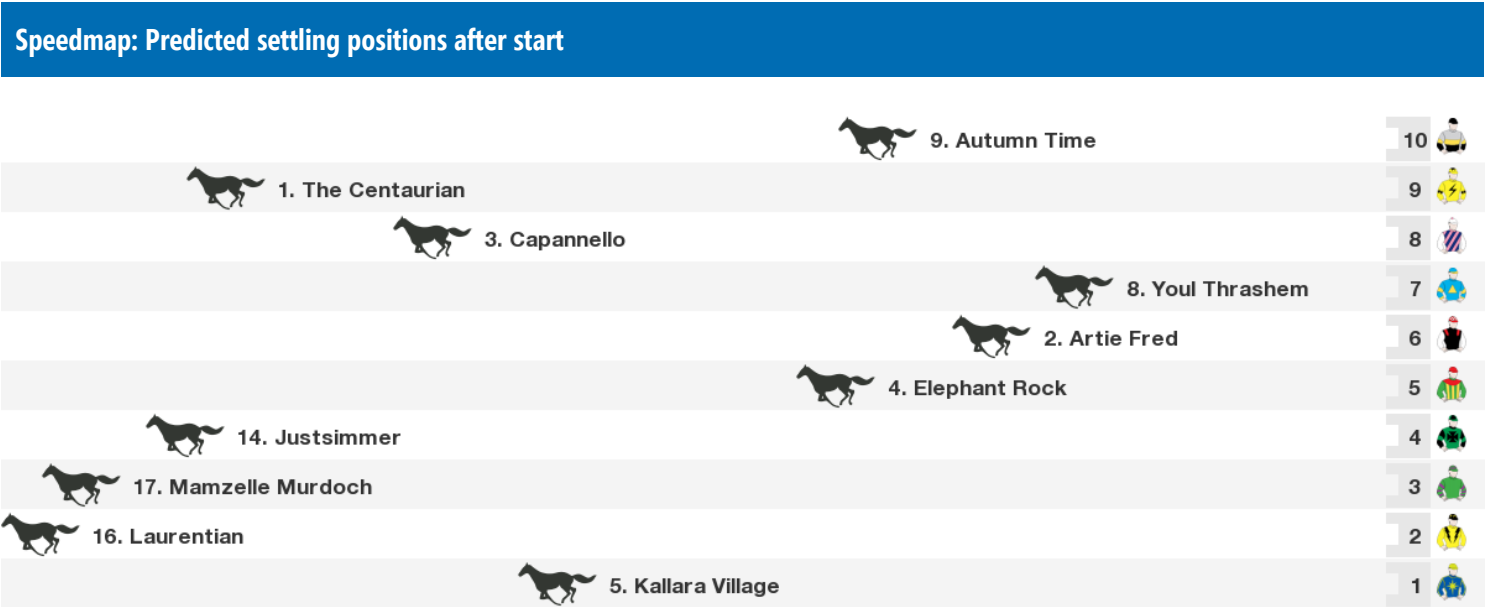 Speedmap: Predicted settling positions after start
9. Autumn Time 10
1. The Centaurian 9
3. Capannello 8
8. Youl Thrashem 7
2. Artie Fred 6
4. Elephant Rock 5
14. Justsimmer 4
17. Mamzelle Murdoch 3
16. Laurentian 2
5. Kallara Village 1